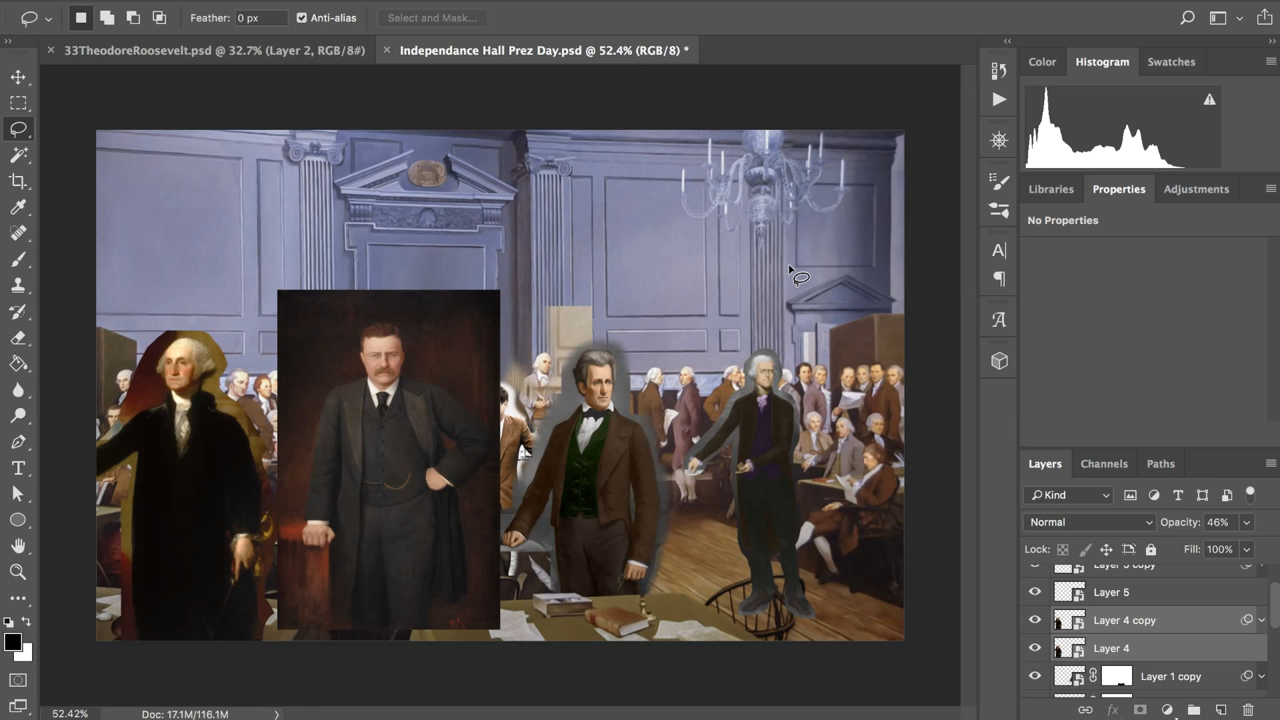 Feather: 0 px Anti-alias Select and Mask...
33TheodoreRoosevelt.psd @ 32.7% (Layer 2, RGB/8#) Independance Hall Prez Day.psd @ 52.4% (RGB/8) *
Color Histogram Swatches
Libraries Properties Adjustments
No Properties
Layers Channels Paths
Kind
Normal Opacity: 46%
Lock: Fill: 100%
Layer 5 copy
Layer 5
Layer 4 copy
Layer 4
Layer 1 copy
52.42% Doc: 17.1M/116.1M